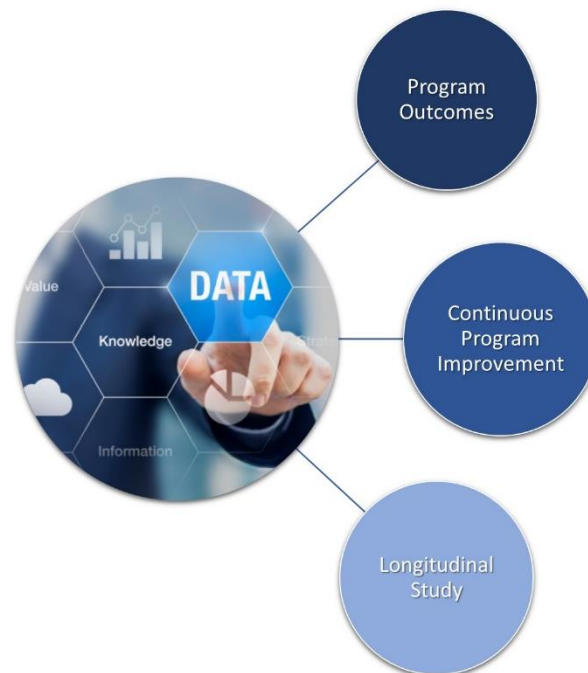 Program
Outcomes
DATA
Value
Knowledge
Continuous
Program
Improvement
Information
Longitudinal
Study